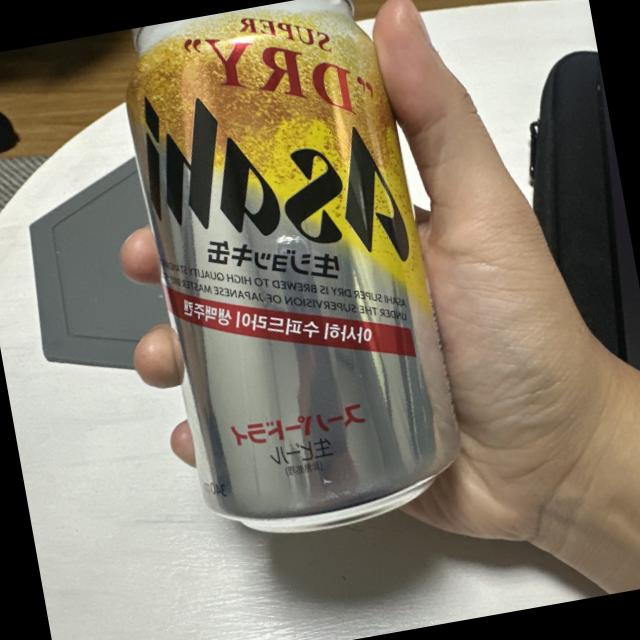 SUPER
"DRY"
Asahi
生ジョッキ缶
ASAHI SUPER DRY IS BREWED TO HIGH QUALITY
UNDER THE SUPERVISION OF JAPANESE MASTER
아사히 수퍼드라이 생맥주캔
スーパードライ
生ビール
340